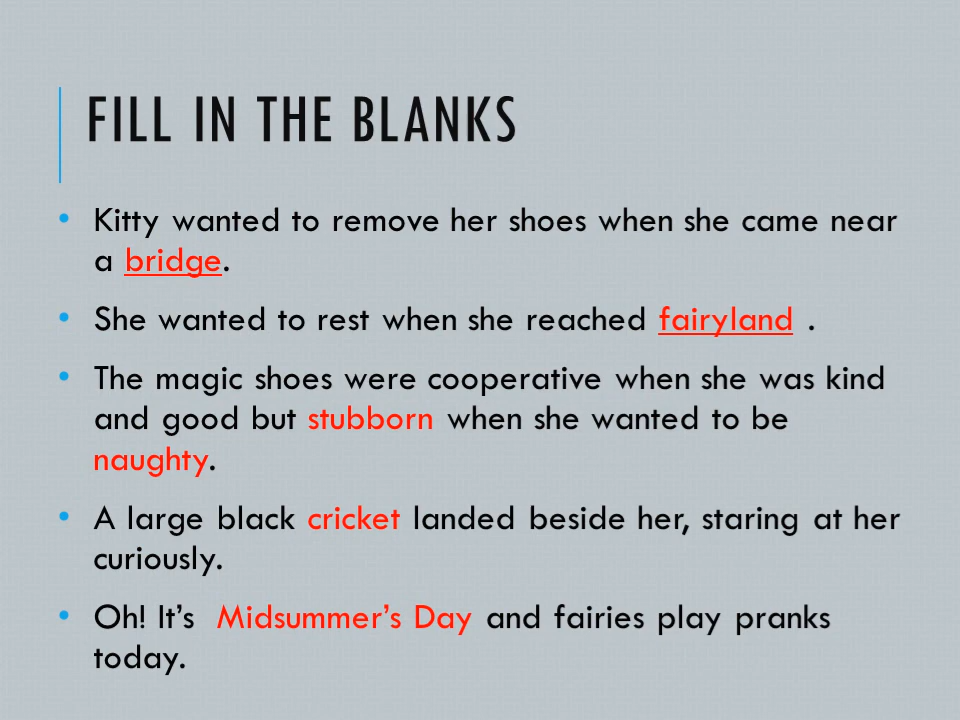 FILL IN THE BLANKS
• Kitty wanted to remove her shoes when she came near
a bridge.
• She wanted to rest when she reached fairyland .
• The magic shoes were cooperative when she was kind
and good but stubborn when she wanted to be
naughty.
• A large black cricket landed beside her, staring at her
curiously.
• Oh! It’s Midsummer’s Day and fairies play pranks
today.